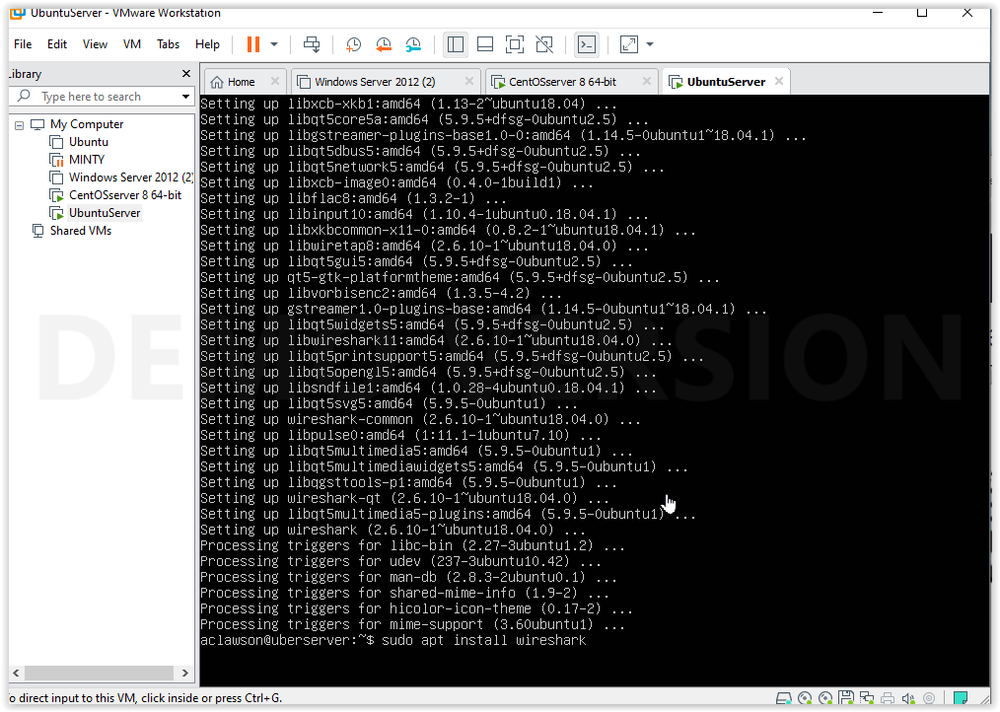 UbuntuServer - VMware Workstation
File Edit View VM Tabs Help
Library
Type here to search
My Computer
Ubuntu
MINTY
Windows Server 2012 (2)
CentOSserver 8 64-bit
UbuntuServer
Shared VMs
Home Windows Server 2012 (2) CentOSserver 8 64-bit UbuntuServer
Setting up libxcb-xkb1:amd64 (1.13-2~ubuntu18.04) ...
Setting up libqt5core5a:amd64 (5.9.5+dfsg-0ubuntu2.5) ...
Setting up libgstreamer-plugins-base1.0-0:amd64 (1.14.5-0ubuntu1~18.04.1) ...
Setting up libqt5dbus5:amd64 (5.9.5+dfsg-0ubuntu2.5) ...
Setting up libqt5network5:amd64 (5.9.5+dfsg-0ubuntu2.5) ...
Setting up libxcb-image0:amd64 (0.4.0-1build1) ...
Setting up libflac8:amd64 (1.3.2-1) ...
Setting up libinput10:amd64 (1.10.4-1ubuntu0.18.04.1) ...
Setting up libxkbcommon-x11-0:amd64 (0.8.2-1~ubuntu18.04.1) ...
Setting up libwiretap8:amd64 (2.6.10-1~ubuntu18.04.0) ...
Setting up libqt5gui5:amd64 (5.9.5+dfsg-0ubuntu2.5) ...
Setting up qt5-gtk-platformtheme:amd64 (5.9.5+dfsg-0ubuntu2.5) ...
Setting up libvorbisenc2:amd64 (1.3.5-4.2) ...
Setting up gstreamer1.0-plugins-base:amd64 (1.14.5-0ubuntu1~18.04.1) ...
Setting up libqt5widgets5:amd64 (5.9.5+dfsg-0ubuntu2.5) ...
Setting up libwireshark11:amd64 (2.6.10-1~ubuntu18.04.0) ...
Setting up libqt5printsupport5:amd64 (5.9.5+dfsg-0ubuntu2.5) ...
Setting up libqt5opengl5:amd64 (5.9.5+dfsg-0ubuntu2.5) ...
Setting up libsndfile1:amd64 (1.0.28-4ubuntu0.18.04.1) ...
Setting up libqt5svg5:amd64 (5.9.5-0ubuntu1) ...
Setting up wireshark-common (2.6.10-1~ubuntu18.04.0) ...
Setting up libpulse0:amd64 (1:11.1-1ubuntu7.10) ...
Setting up libqt5multimedia5:amd64 (5.9.5-0ubuntu1) ...
Setting up libqt5multimediawidgets5:amd64 (5.9.5-0ubuntu1) ...
Setting up libqgsttools-p1:amd64 (5.9.5-0ubuntu1) ...
Setting up wireshark-qt (2.6.10-1~ubuntu18.04.0) ...
Setting up libqt5multimedia5-plugins:amd64 (5.9.5-0ubuntu1) ...
Setting up wireshark (2.6.10-1~ubuntu18.04.0) ...
Processing triggers for libc-bin (2.27-3ubuntu1.2) ...
Processing triggers for udev (237-3ubuntu10.42) ...
Processing triggers for man-db (2.8.3-2ubuntu0.1) ...
Processing triggers for shared-mime-info (1.9-2) ...
Processing triggers for hicolor-icon-theme (0.17-2) ...
Processing triggers for mime-support (3.60ubuntu1) ...
aclawson@uberserver:~$ sudo apt install wireshark
To direct input to this VM, click inside or press Ctrl+G.